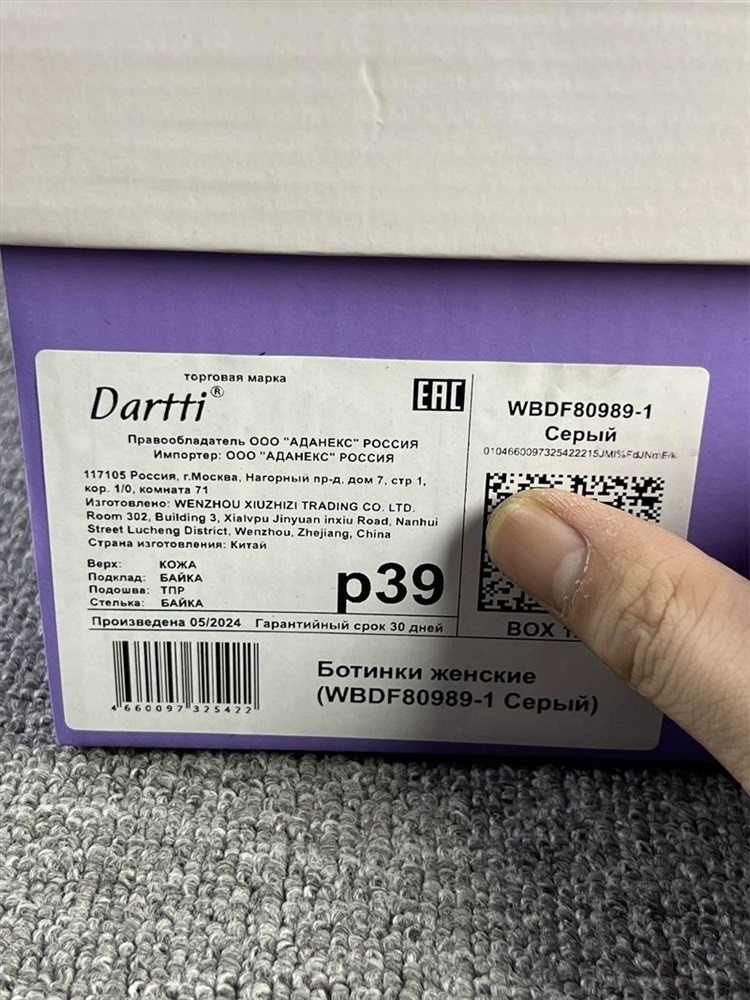 торговая марка
Dartti®
EAC
Правообладатель ООО "АДАНЕКС" РОССИЯ
Импортер: ООО "АДАНЕКС" РОССИЯ
117105 Россия, г.Москва, Нагорный пр-д, дом 7, стр 1,
кор. 1/0, комната 71
Изготовлено: WENZHOU XIUZHIZI TRADING CO. LTD.
Room 302, Building 3, Xialvpu Jinyuan inxiu Road, Nanhui
Street Lucheng District, Wenzhou, Zhejiang, China
Страна изготовления: Китай
Верх: КОЖА
Подклад: БАЙКА
Подошва: ТПР
Стелька: БАЙКА
р39
Произведена 05/2024 Гарантийный срок 30 дней
WBDF80989-1
Серый
0104660097325422215JMI%FdJNmF/k
BOX
4660097325422
Ботинки женские
(WBDF80989-1 Серый)